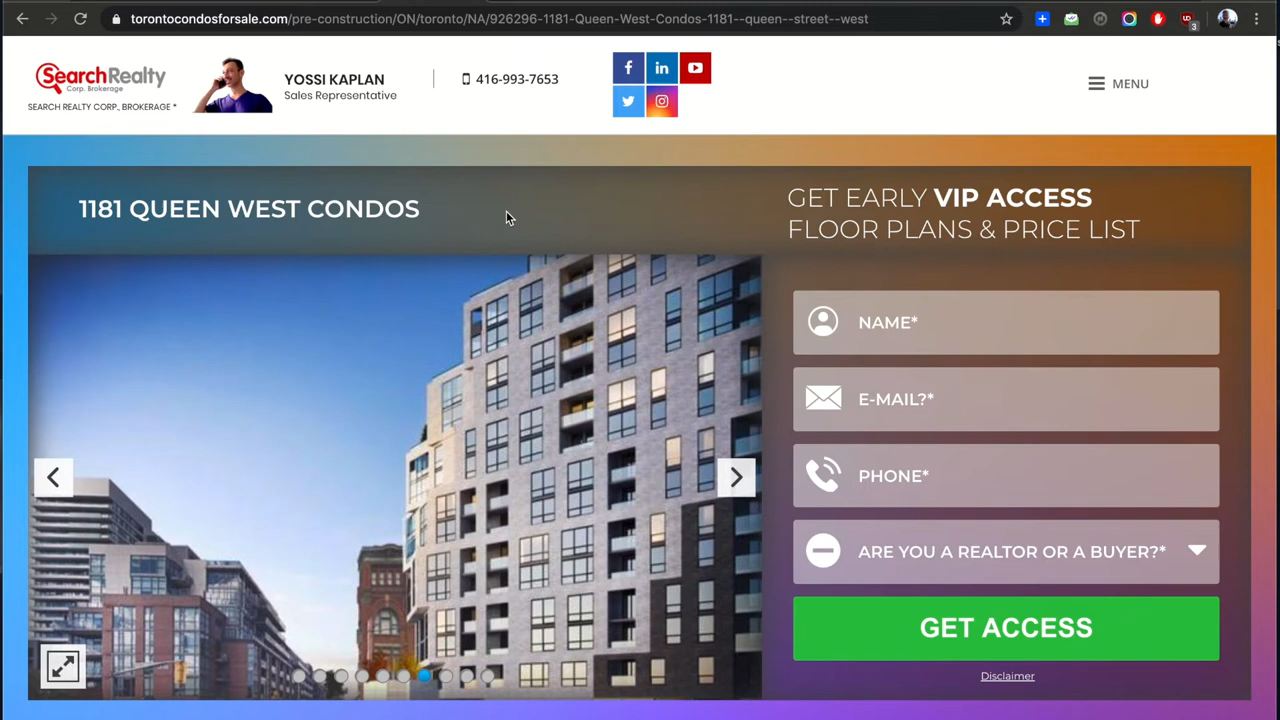 torontocondosforsale.com/pre-construction/ON/toronto/NA/926296-1181-Queen-West-Condos-1181--queen--street--west
3
SearchRealty
Corp. Brokerage
SEARCH REALTY CORP., BROKERAGE *
YOSSI KAPLAN
Sales Representative
416-993-7653
MENU
1181 QUEEN WEST CONDOS
GET EARLY VIP ACCESS
FLOOR PLANS & PRICE LIST
NAME*
E-MAIL?*
PHONE*
ARE YOU A REALTOR OR A BUYER?*
GET ACCESS
Disclaimer